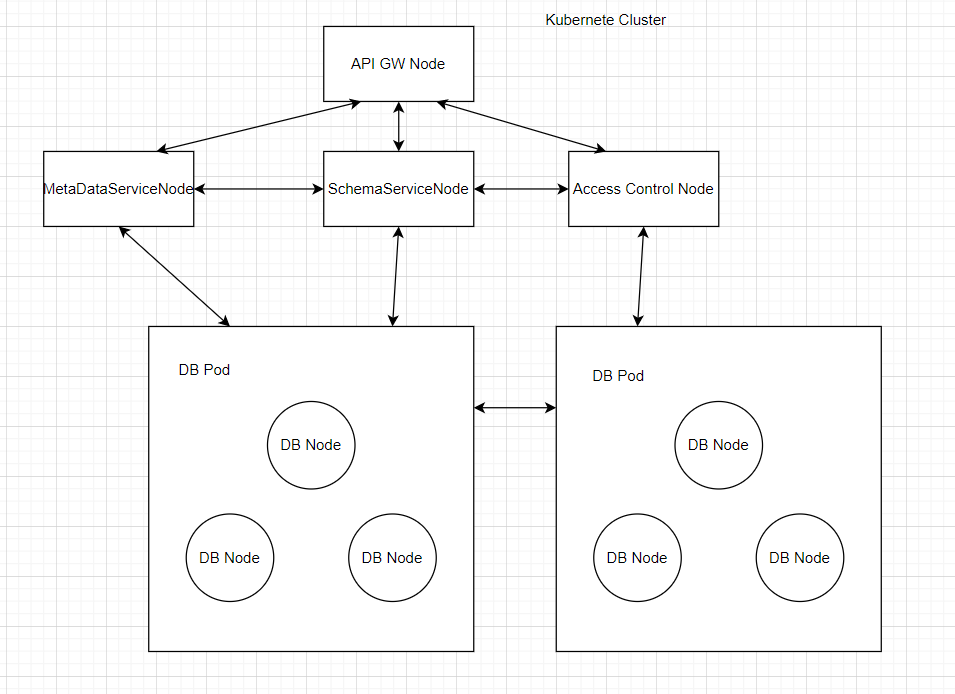 Kubernete Cluster
API GW Node
MetaDataServiceNode
SchemaServiceNode
Access Control Node
DB Pod
DB Node
DB Node
DB Node
DB Pod
DB Node
DB Node
DB Node